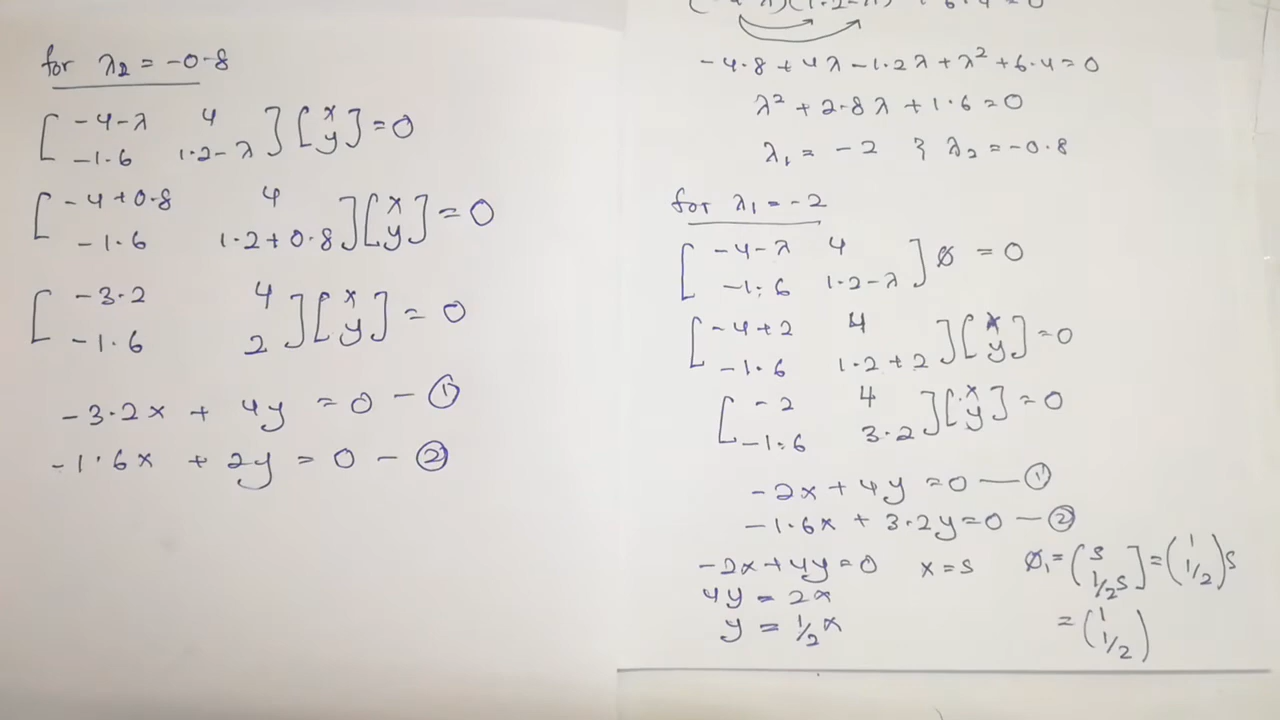 for λ₂ = -0.8
[ -4-λ 4
-1.6 1.2-λ ] [ x
y ] = 0
[ -4+0.8 4
-1.6 1.2+0.8 ] [ x
y ] = 0
[ -3.2 4
-1.6 2 ] [ x
y ] = 0
-3.2x + 4y = 0 - ①
-1.6x + 2y = 0 - ②
-4.8 + 4λ - 1.2λ + λ² + 6.4 = 0
λ² + 2.8λ + 1.6 = 0
λ₁ = -2 ; λ₂ = -0.8
for λ₁ = -2
[ -4-λ 4
-1.6 1.2-λ ] ø = 0
[ -4+2 4
-1.6 1.2+2 ] [ x
y ] = 0
[ -2 4
-1.6 3.2 ] [ x
y ] = 0
-2x + 4y = 0 — ①
-1.6x + 3.2y = 0 — ②
-2x + 4y = 0 x = s ø₁ = ( s
1/2s ] = ( 1
1/2 ) s
4y = 2x
y = 1/2 x = ( 1
1/2 )